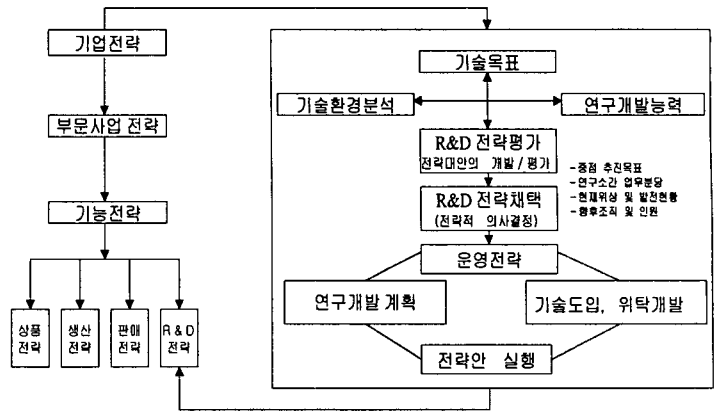 기업전략
부문사업 전략
기능전략
상품
전략
생산
전략
판매
전략
R & D
전략
기술목표
기술환경분석
연구개발능력
R&D 전략평가
전략대안의 개발 / 평가
R&D 전략채택
(전략적 의사결정)
- 중점 추진목표
- 연구소간 업무분담
- 현재위상 및 발전현황
- 향후조직 및 인원
운영전략
연구개발 계획
기술도입, 위탁개발
전략안 실행